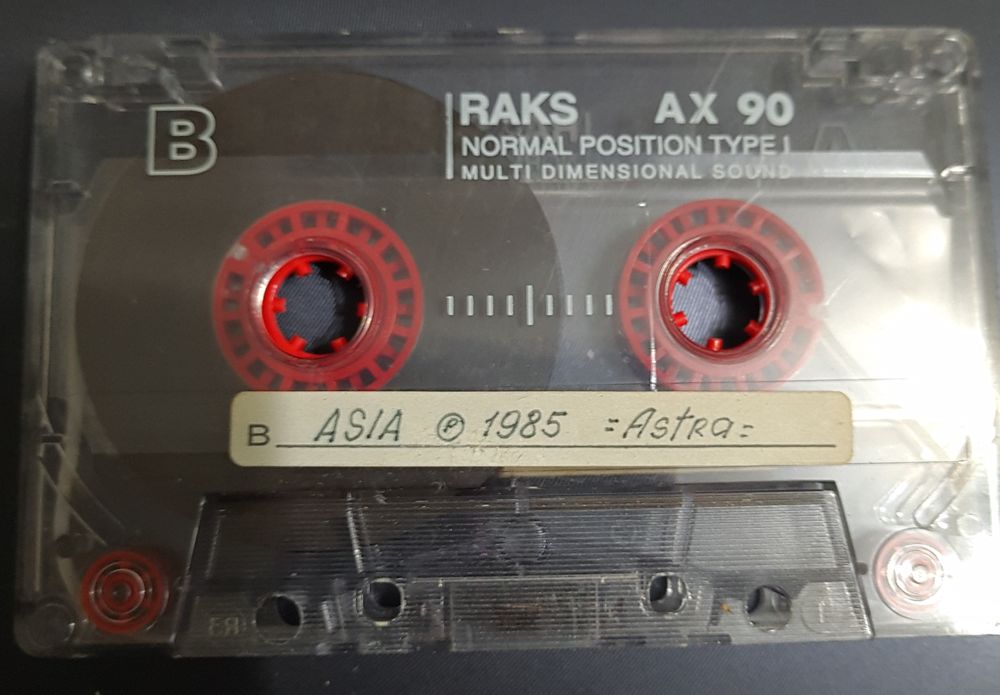 B
RAKS AX 90
NORMAL POSITION TYPE I
MULTI DIMENSIONAL SOUND
B ASIA ℗ 1985 =Astra=